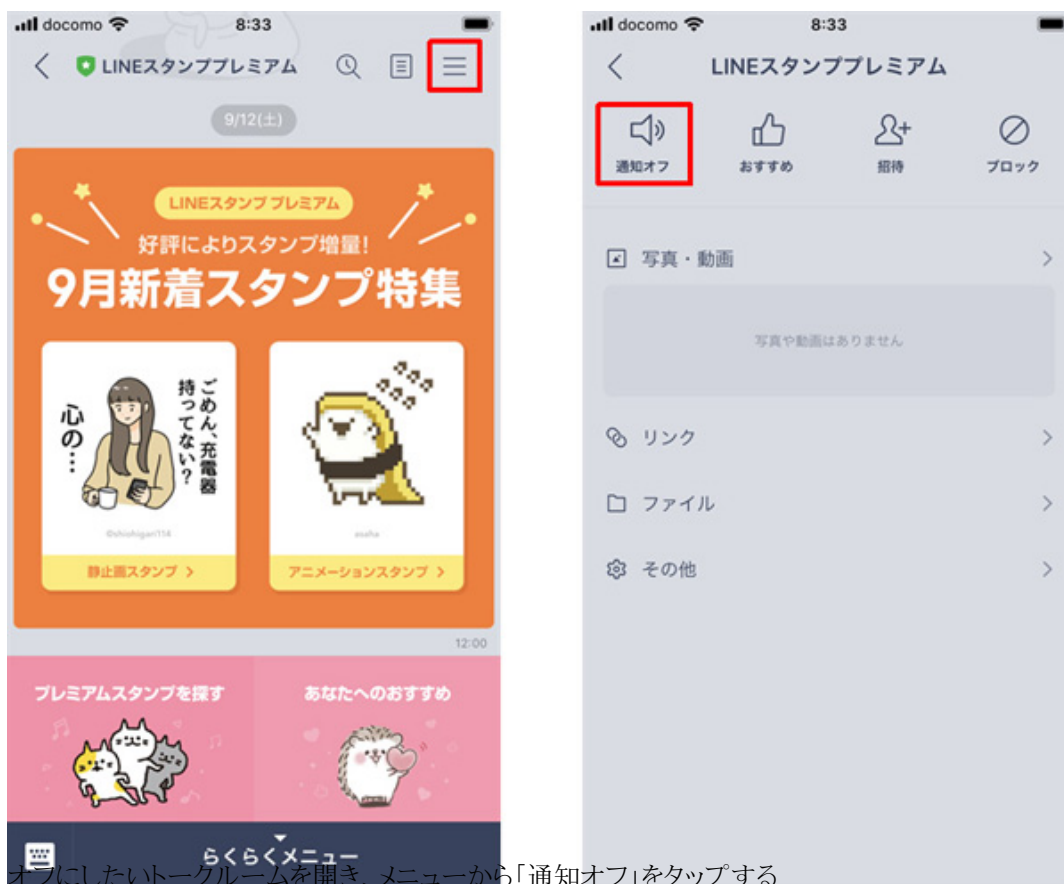 docomo 8:33
LINEスタンププレミアム
9/12(土)
LINEスタンプ プレミアム
好評によりスタンプ増量!
9月新着スタンプ特集
ごめん、充電器
持ってない?
心の…
©shiohigari114
静止画スタンプ >
asaha
アニメーションスタンプ >
12:00
プレミアムスタンプを探す
あなたへのおすすめ
らくらくメニュー
docomo 8:33
LINEスタンププレミアム
通知オフ おすすめ 招待 ブロック
写真・動画
写真や動画はありません
リンク
ファイル
その他
オフにしたいトークルームを開き、メニューから「通知オフ」をタップする